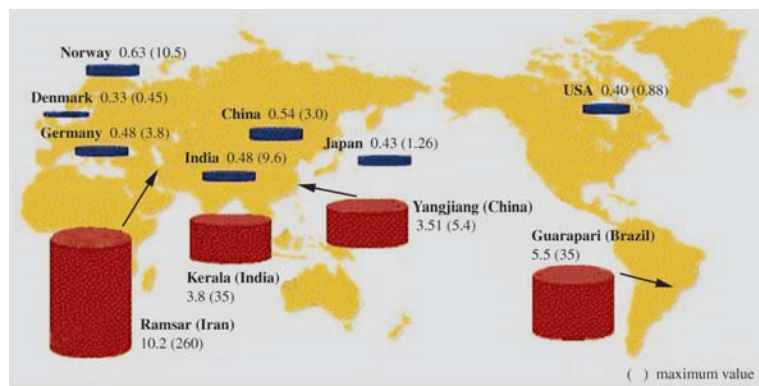 Norway 0.63 (10.5)
Denmark 0.33 (0.45)
Germany 0.48 (3.8)
China 0.54 (3.0)
India 0.48 (9.6)
Japan 0.43 (1.26)
USA 0.40 (0.88)
Yangjiang (China)
3.51 (5.4)
Guarapari (Brazil)
5.5 (35)
Kerala (India)
3.8 (35)
Ramsar (Iran)
10.2 (260)
( ) maximum value